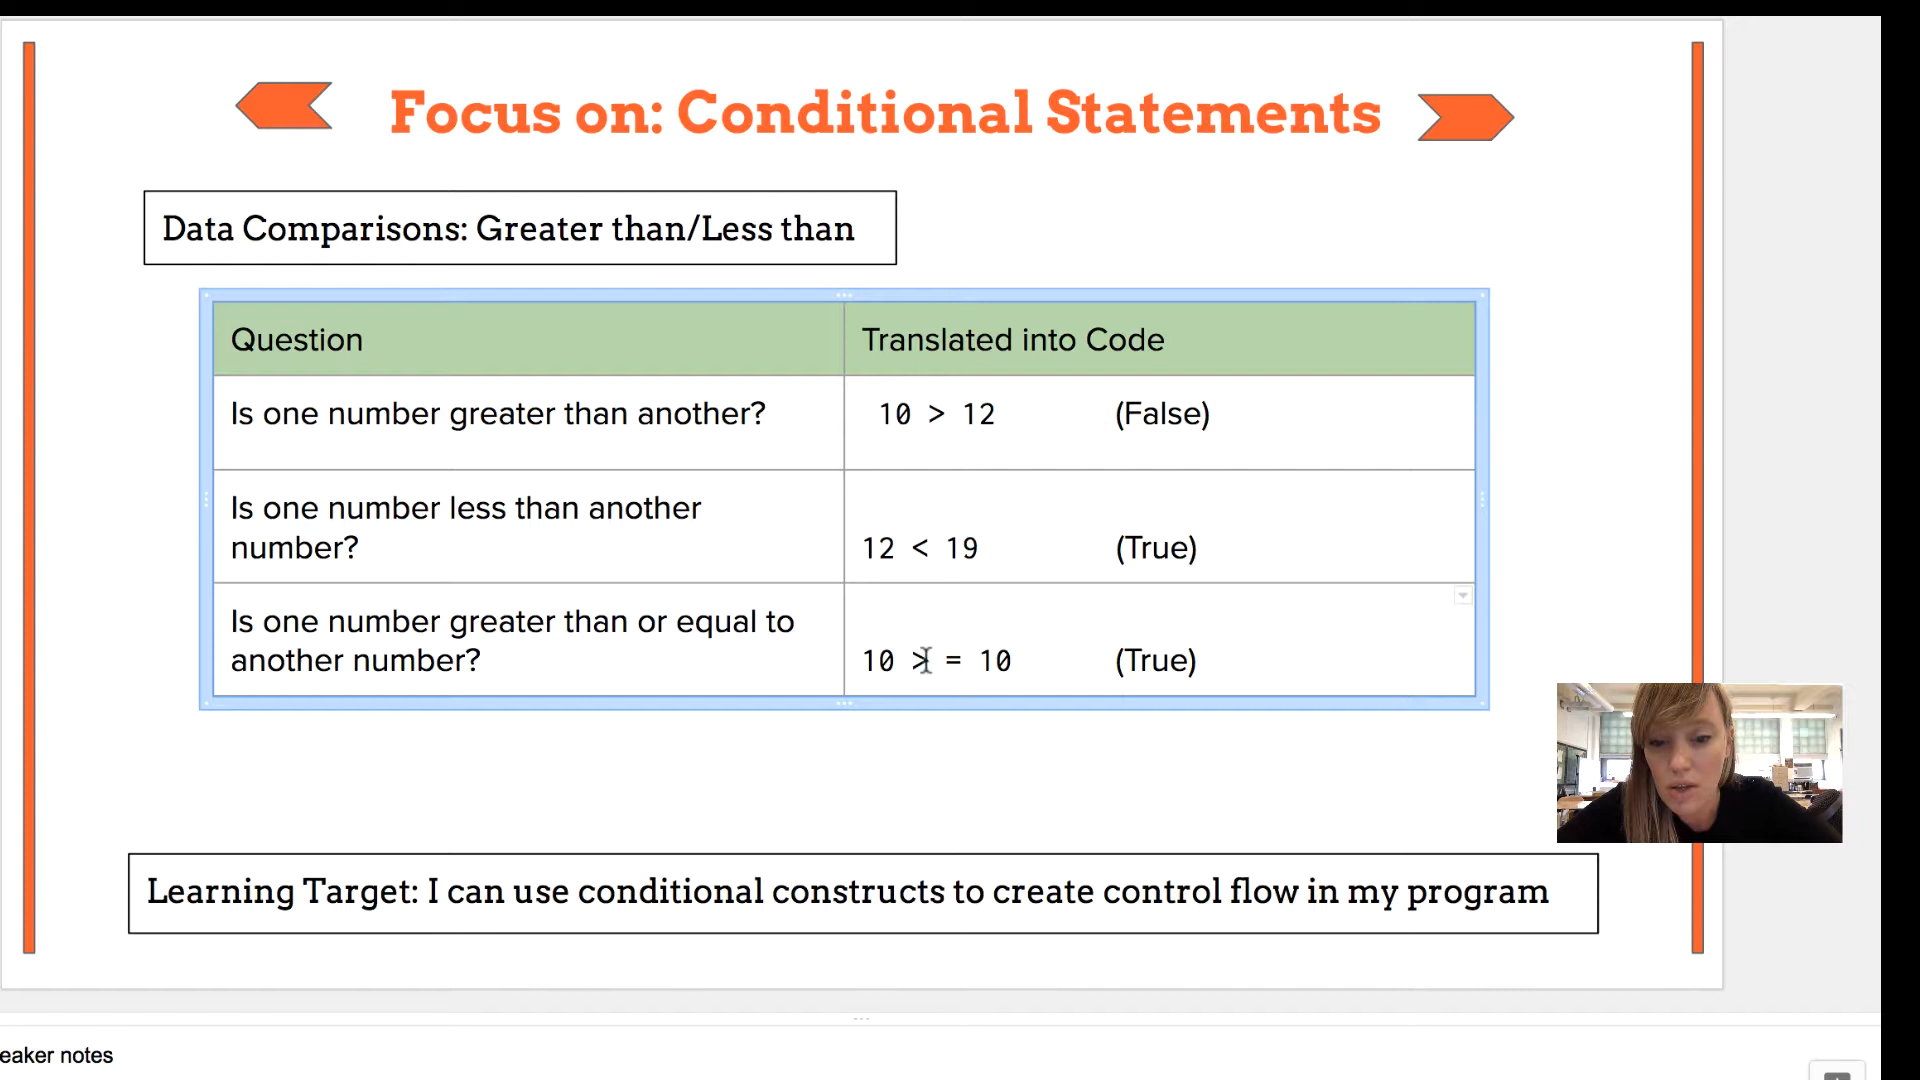 Focus on: Conditional Statements
Data Comparisons: Greater than/Less than
Question
Translated into Code
Is one number greater than another?
10 > 12 (False)
Is one number less than another
number?
12 < 19 (True)
Is one number greater than or equal to
another number?
10 > = 10 (True)
Learning Target: I can use conditional constructs to create control flow in my program
eaker notes